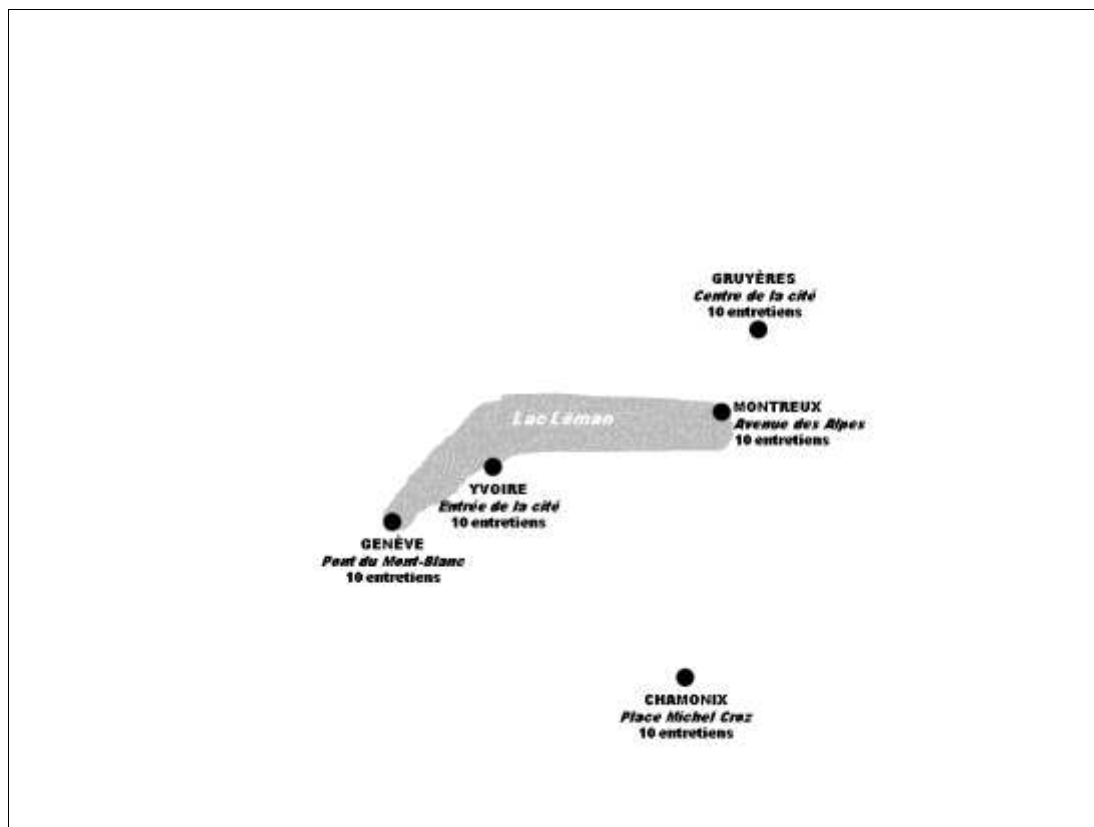 GRUYÈRES
Centre de la cité
10 entretiens
Lac Léman
MONTREUX
Avenue des Alpes
10 entretiens
YVOIRE
Entrée de la cité
10 entretiens
GENÈVE
Pont du Mont-Blanc
10 entretiens
CHAMONIX
Place Michel Croz
10 entretiens